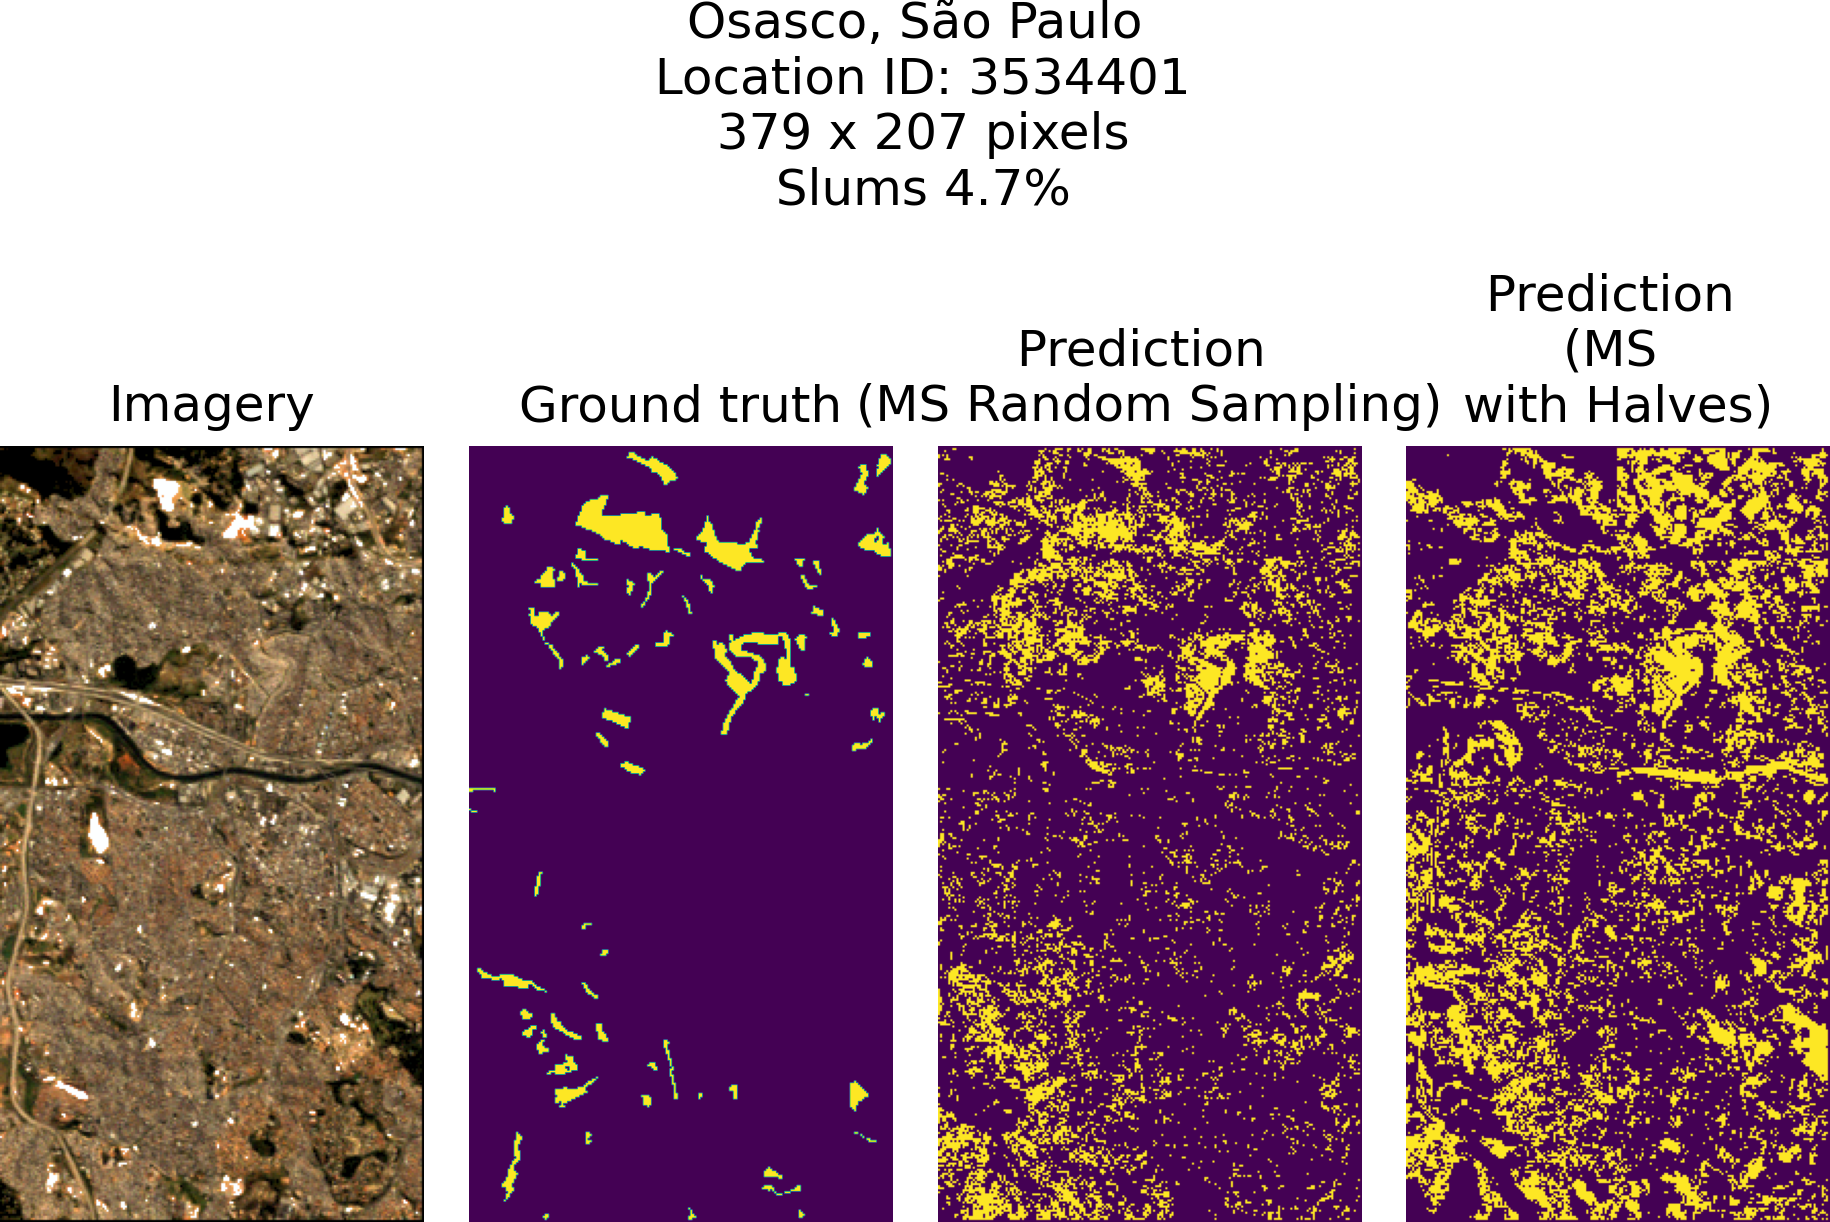 Osasco, São Paulo
Location ID: 3534401
379 x 207 pixels
Slums 4.7%
Imagery
Ground truth
Prediction
(MS Random Sampling)
Prediction
(MS
with Halves)